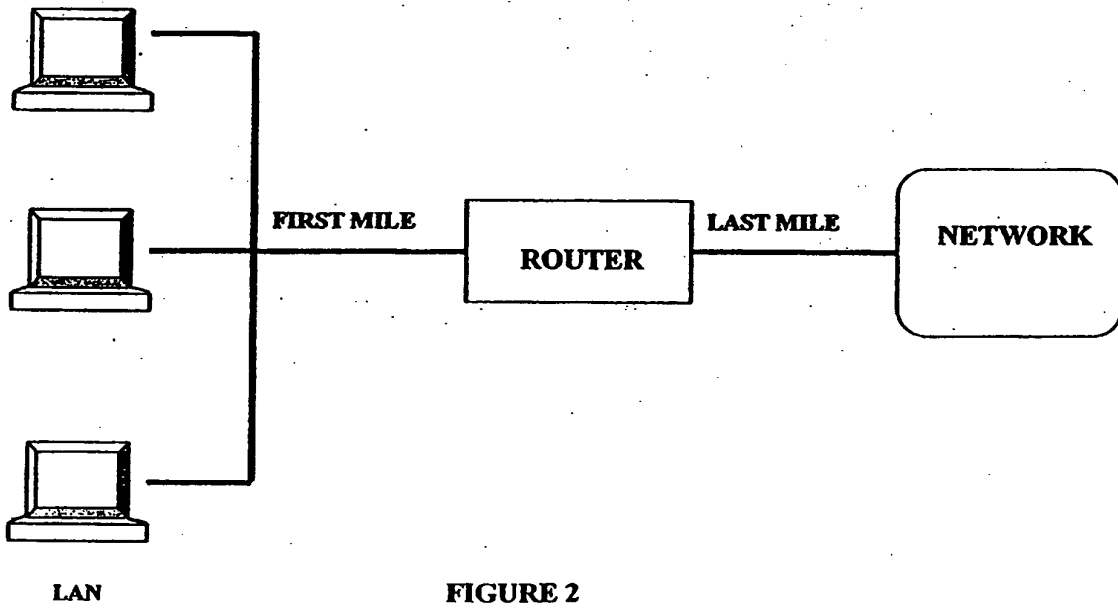 FIRST MILE
ROUTER
LAST MILE
NETWORK
LAN
FIGURE 2